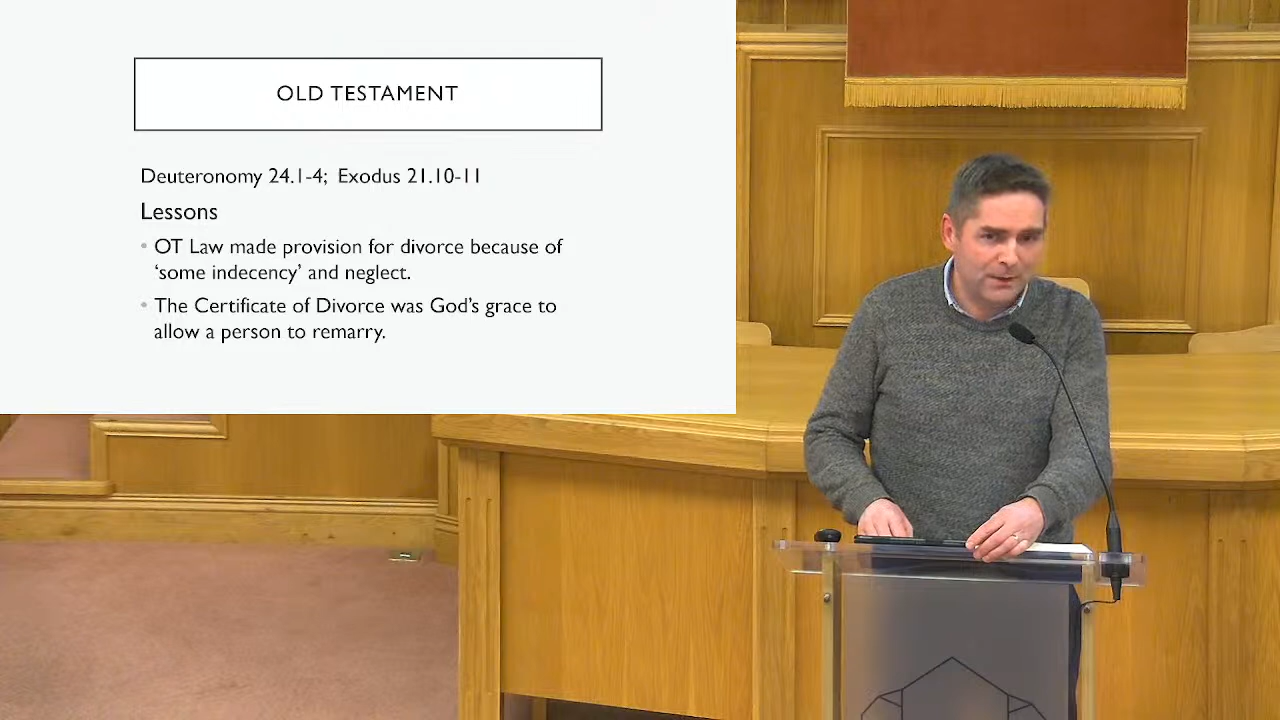 OLD TESTAMENT
Deuteronomy 24.1-4; Exodus 21.10-11
Lessons
• OT Law made provision for divorce because of
‘some indecency’ and neglect.
• The Certificate of Divorce was God’s grace to
allow a person to remarry.